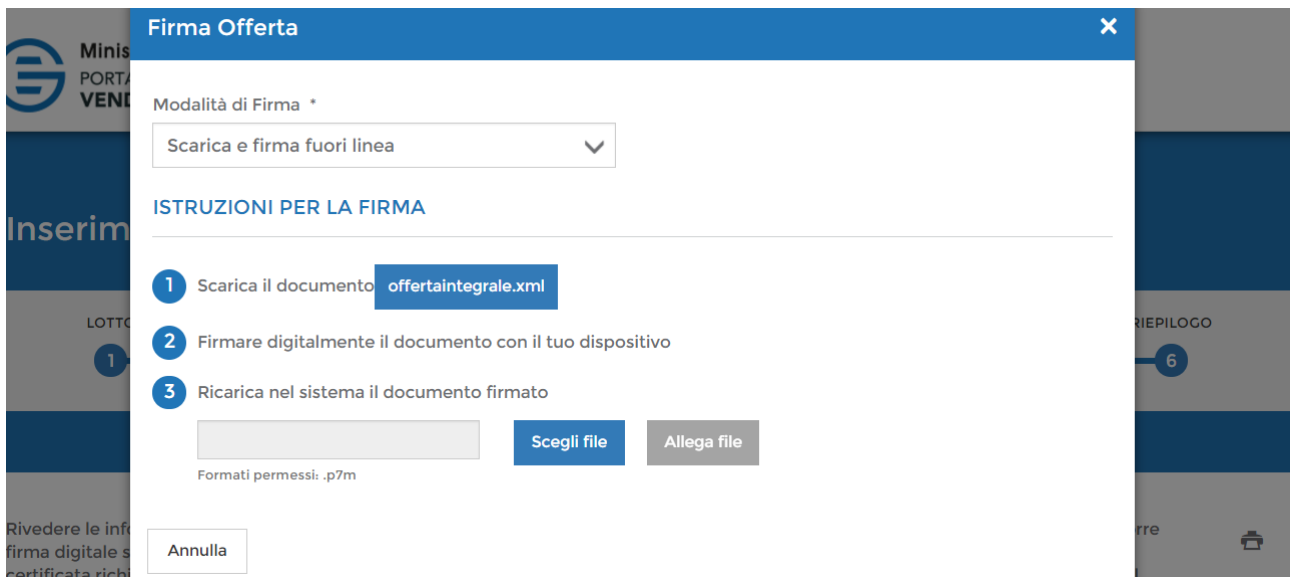 Firma Offerta
Minis
PORTA
VEND
Modalità di Firma *
Scarica e firma fuori linea
ISTRUZIONI PER LA FIRMA
Inserim
1 Scarica il documento offertaintegrale.xml
LOTTO
RIEPILOGO
2 Firmare digitalmente il documento con il tuo dispositivo
1
6
3 Ricarica nel sistema il documento firmato
Scegli file Allega file
Formati permessi: .p7m
Rivedere le info
rre
firma digitale s
Annulla
certificata richi